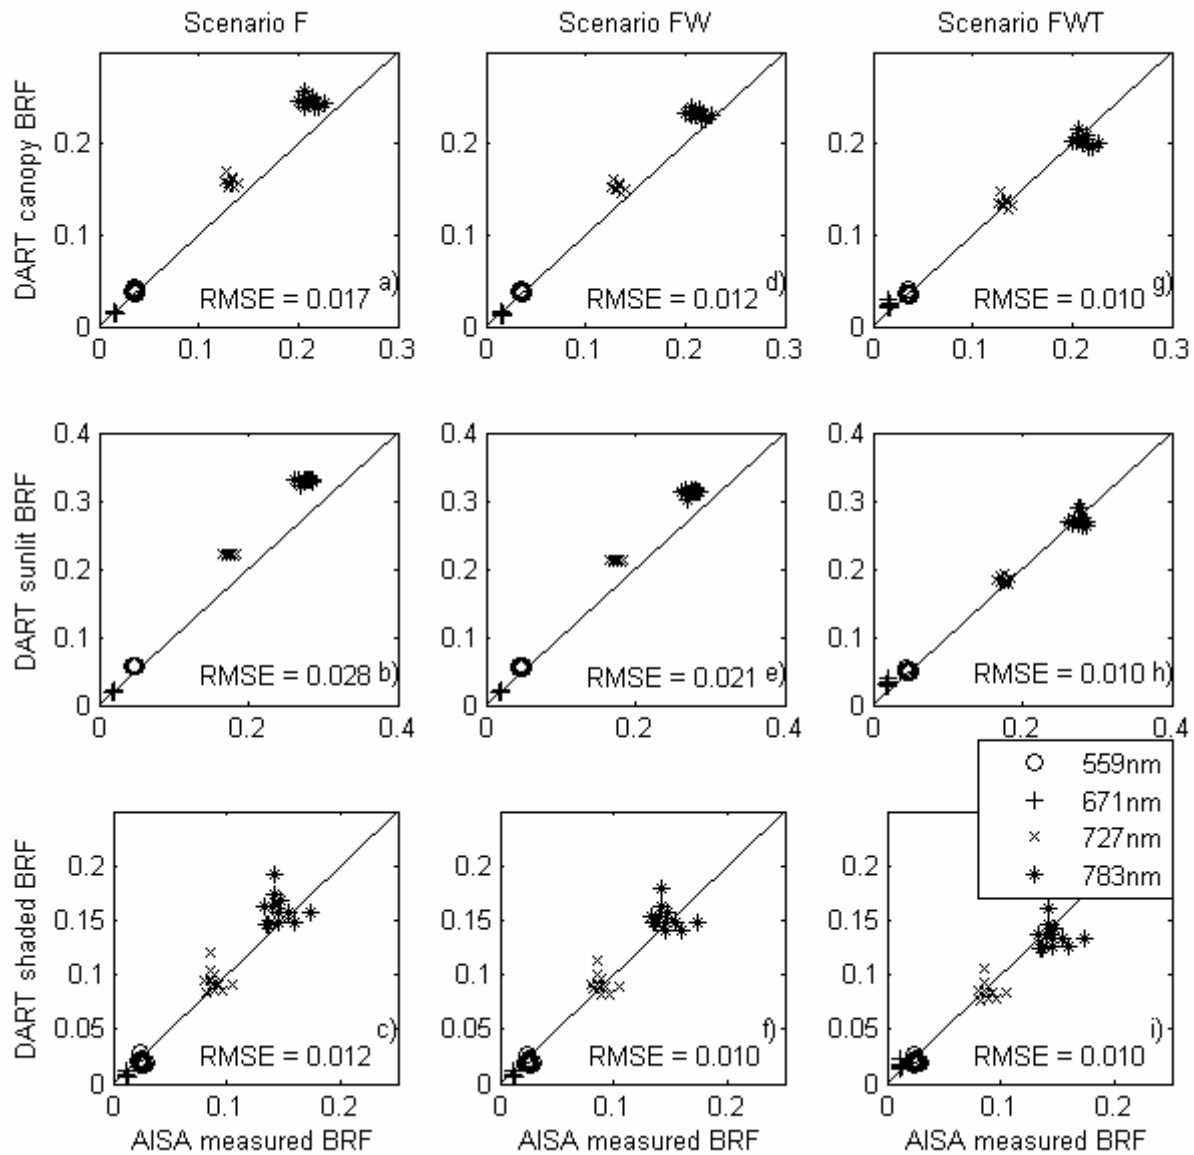 Scenario F
Scenario FW
Scenario FWT
DART canopy BRF
0.2
0.1
0
0 0.1 0.2 0.3
RMSE = 0.017 a)
0.2
0.1
0
0 0.1 0.2 0.3
RMSE = 0.012 d)
0.2
0.1
0
0 0.1 0.2 0.3
RMSE = 0.010 g)
DART sunlit BRF
0.4
0.3
0.2
0.1
0
0 0.2 0.4
RMSE = 0.028 b)
0.4
0.3
0.2
0.1
0
0 0.2 0.4
RMSE = 0.021 e)
0.4
0.3
0.2
0.1
0
0 0.2 0.4
RMSE = 0.010 h)
559nm
671nm
727nm
783nm
DART shaded BRF
0.2
0.15
0.1
0.05
0
0 0.1 0.2
RMSE = 0.012 c)
AISA measured BRF
0.2
0.15
0.1
0.05
0
0 0.1 0.2
RMSE = 0.010 f)
AISA measured BRF
0.2
0.15
0.1
0.05
0
0 0.1 0.2
RMSE = 0.010 i)
AISA measured BRF